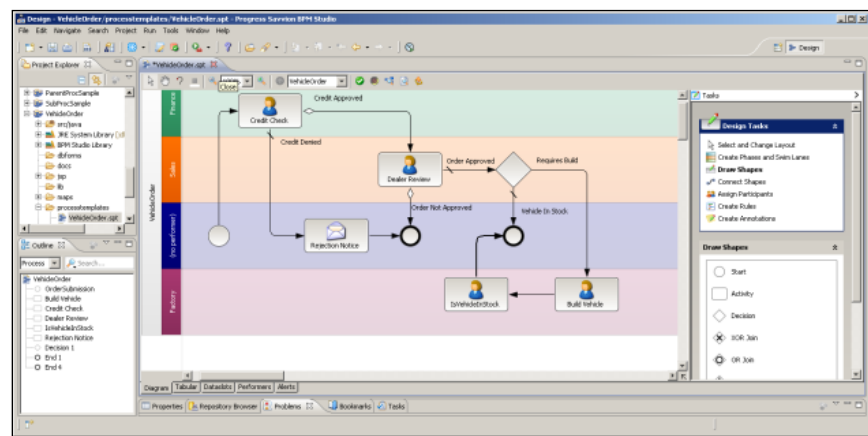 Design - VehicleOrder/processtemplates/VehicleOrder.spt - Progress Savvion BPM Studio
File Edit Navigate Search Project Run Tools Window Help
Design
Project Explorer
ParentProcSample
SubProcSample
VehicleOrder
src/java
JRE System Library
BPM Studio Library
dbforms
docs
jsp
lib
maps
processtemplates
VehicleOrder.spt
Outline
Process
Search...
VehicleOrder
OrderSubmission
Build Vehicle
Credit Check
Dealer Review
IsVehicleInStock
Rejection Notice
Decision 1
End 1
End 4
*VehicleOrder.spt
VehicleOrder
Close
VehicleOrder
Finance
Sales
(no performer)
Factory
Credit Check
Credit Approved
Credit Denied
Dealer Review
Order Approved
Requires Build
Order Not Approved
Vehicle In Stock
Rejection Notice
IsVehicleInStock
Build Vehicle
Diagram Tabular Dataslots Performers Alerts
Properties Repository Browser Problems Bookmarks Tasks
Tasks
Design Tasks
Select and Change Layout
Create Phases and Swim Lanes
Draw Shapes
Connect Shapes
Assign Participants
Create Rules
Create Annotations
Draw Shapes
Start
Activity
Decision
XOR Join
OR Join